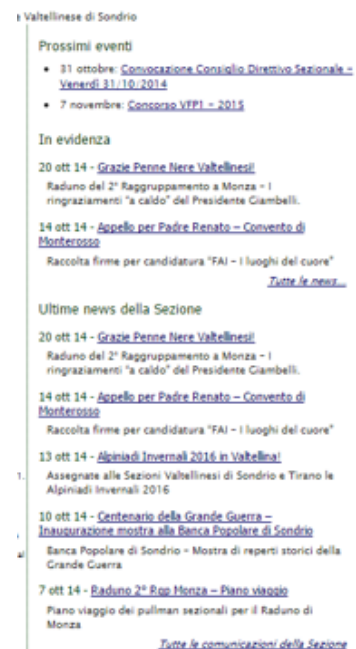 Valtellinese di Sondrio
Prossimi eventi
• 31 ottobre: Convocazione Consiglio Direttivo Sezionale –
Venerdì 31/10/2014
• 7 novembre: Concorso VFP1 – 2015
In evidenza
20 ott 14 - Grazie Penne Nere Valtellinesi!
Raduno del 2° Raggruppamento a Monza – I
ringraziamenti "a caldo" del Presidente Giambelli.
14 ott 14 - Appello per Padre Renato – Convento di
Monterosso
Raccolta firme per candidatura "FAI – I luoghi del cuore"
Tutte le news...
Ultime news della Sezione
20 ott 14 - Grazie Penne Nere Valtellinesi!
Raduno del 2° Raggruppamento a Monza – I
ringraziamenti "a caldo" del Presidente Giambelli.
14 ott 14 - Appello per Padre Renato – Convento di
Monterosso
Raccolta firme per candidatura "FAI – I luoghi del cuore"
13 ott 14 - Alpiniadi Invernali 2016 in Valtellina!
1. Assegnate alle Sezioni Valtellinesi di Sondrio e Tirano le
Alpiniadi Invernali 2016
10 ott 14 - Centenario della Grande Guerra –
Inaugurazione mostra alla Banca Popolare di Sondrio
Banca Popolare di Sondrio – Mostra di reperti storici della
Grande Guerra
7 ott 14 - Raduno 2° Rgp Monza – Piano viaggio
Piano viaggio dei pullman sezionali per il Raduno di
Monza
Tutte le comunicazioni della Sezione